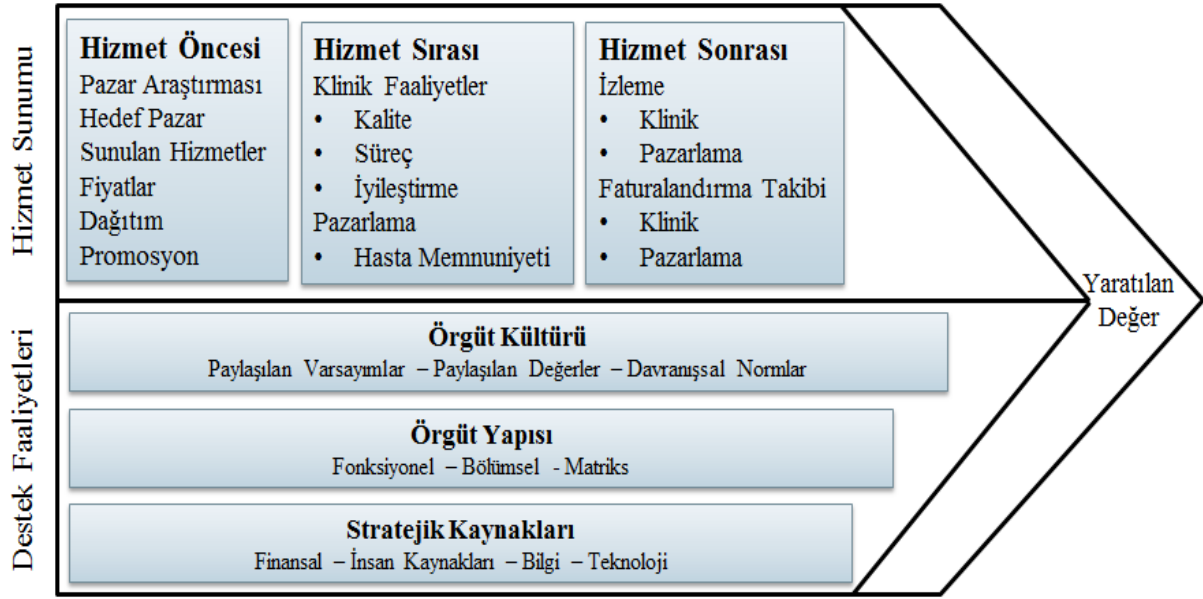 Hizmet Sunumu
Hizmet Öncesi
Pazar Araştırması
Hedef Pazar
Sunulan Hizmetler
Fiyatlar
Dağıtım
Promosyon
Hizmet Sırası
Klinik Faaliyetler
• Kalite
• Süreç
• İyileştirme
Pazarlama
• Hasta Memnuniyeti
Hizmet Sonrası
İzleme
• Klinik
• Pazarlama
Faturalandırma Takibi
• Klinik
• Pazarlama
Destek Faaliyetleri
Örgüt Kültürü
Paylaşılan Varsayımlar – Paylaşılan Değerler – Davranışsal Normlar
Örgüt Yapısı
Fonksiyonel – Bölümsel - Matriks
Stratejik Kaynakları
Finansal – İnsan Kaynakları – Bilgi – Teknoloji
Yaratılan
Değer